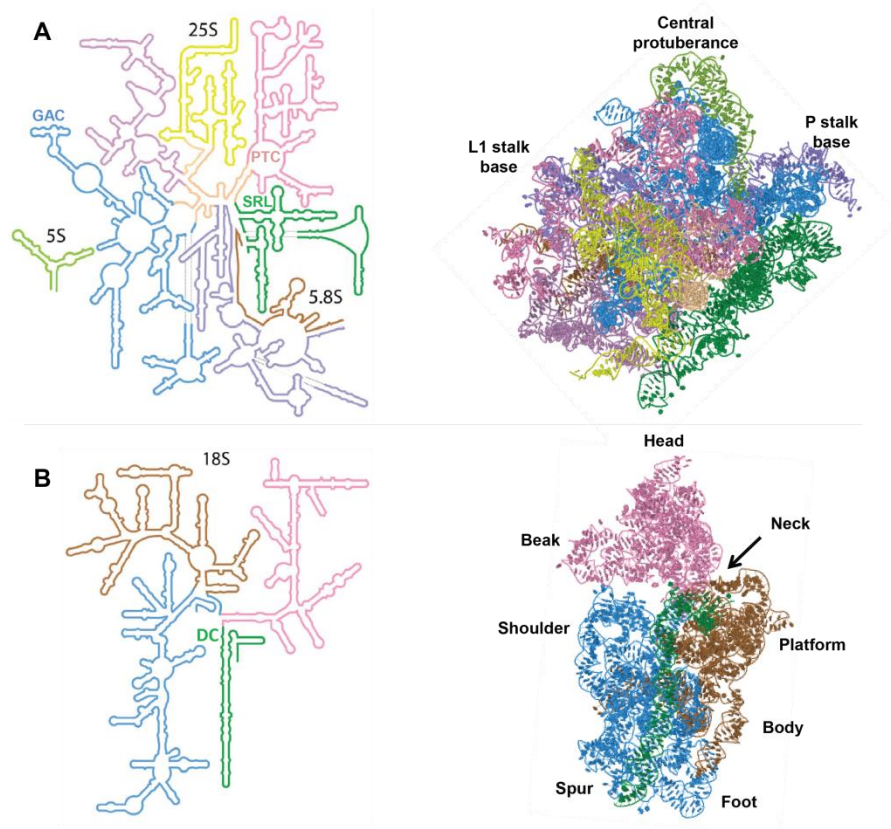 A
25S
GAC
PTC
SRL
5S
5.8S
Central
protuberance
L1 stalk
base
P stalk
base
B
18S
DC
Head
Beak
Neck
Shoulder
Platform
Body
Spur
Foot